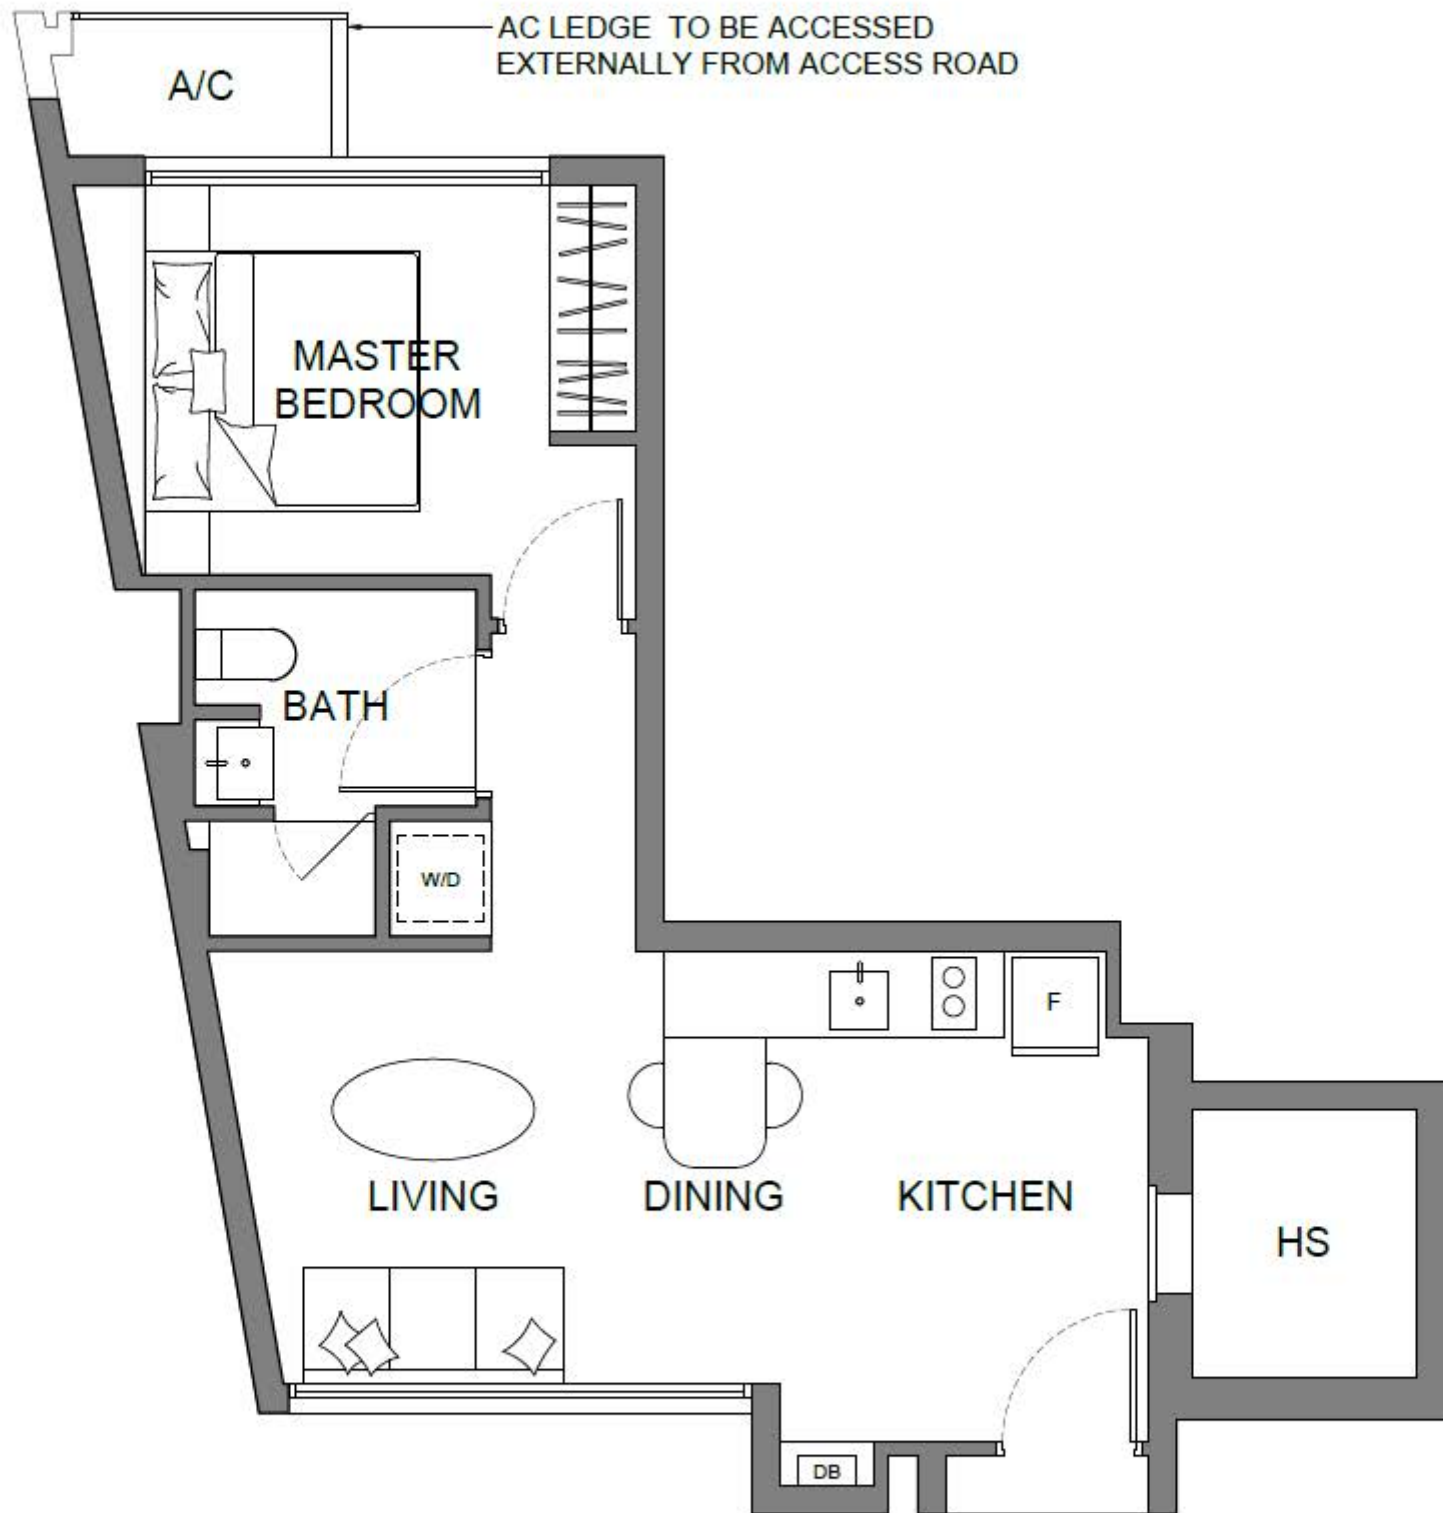 AC LEDGE TO BE ACCESSED
EXTERNALLY FROM ACCESS ROAD
A/C
MASTER
BEDROOM
BATH
W/D
F
LIVING
DINING
KITCHEN
HS
DB